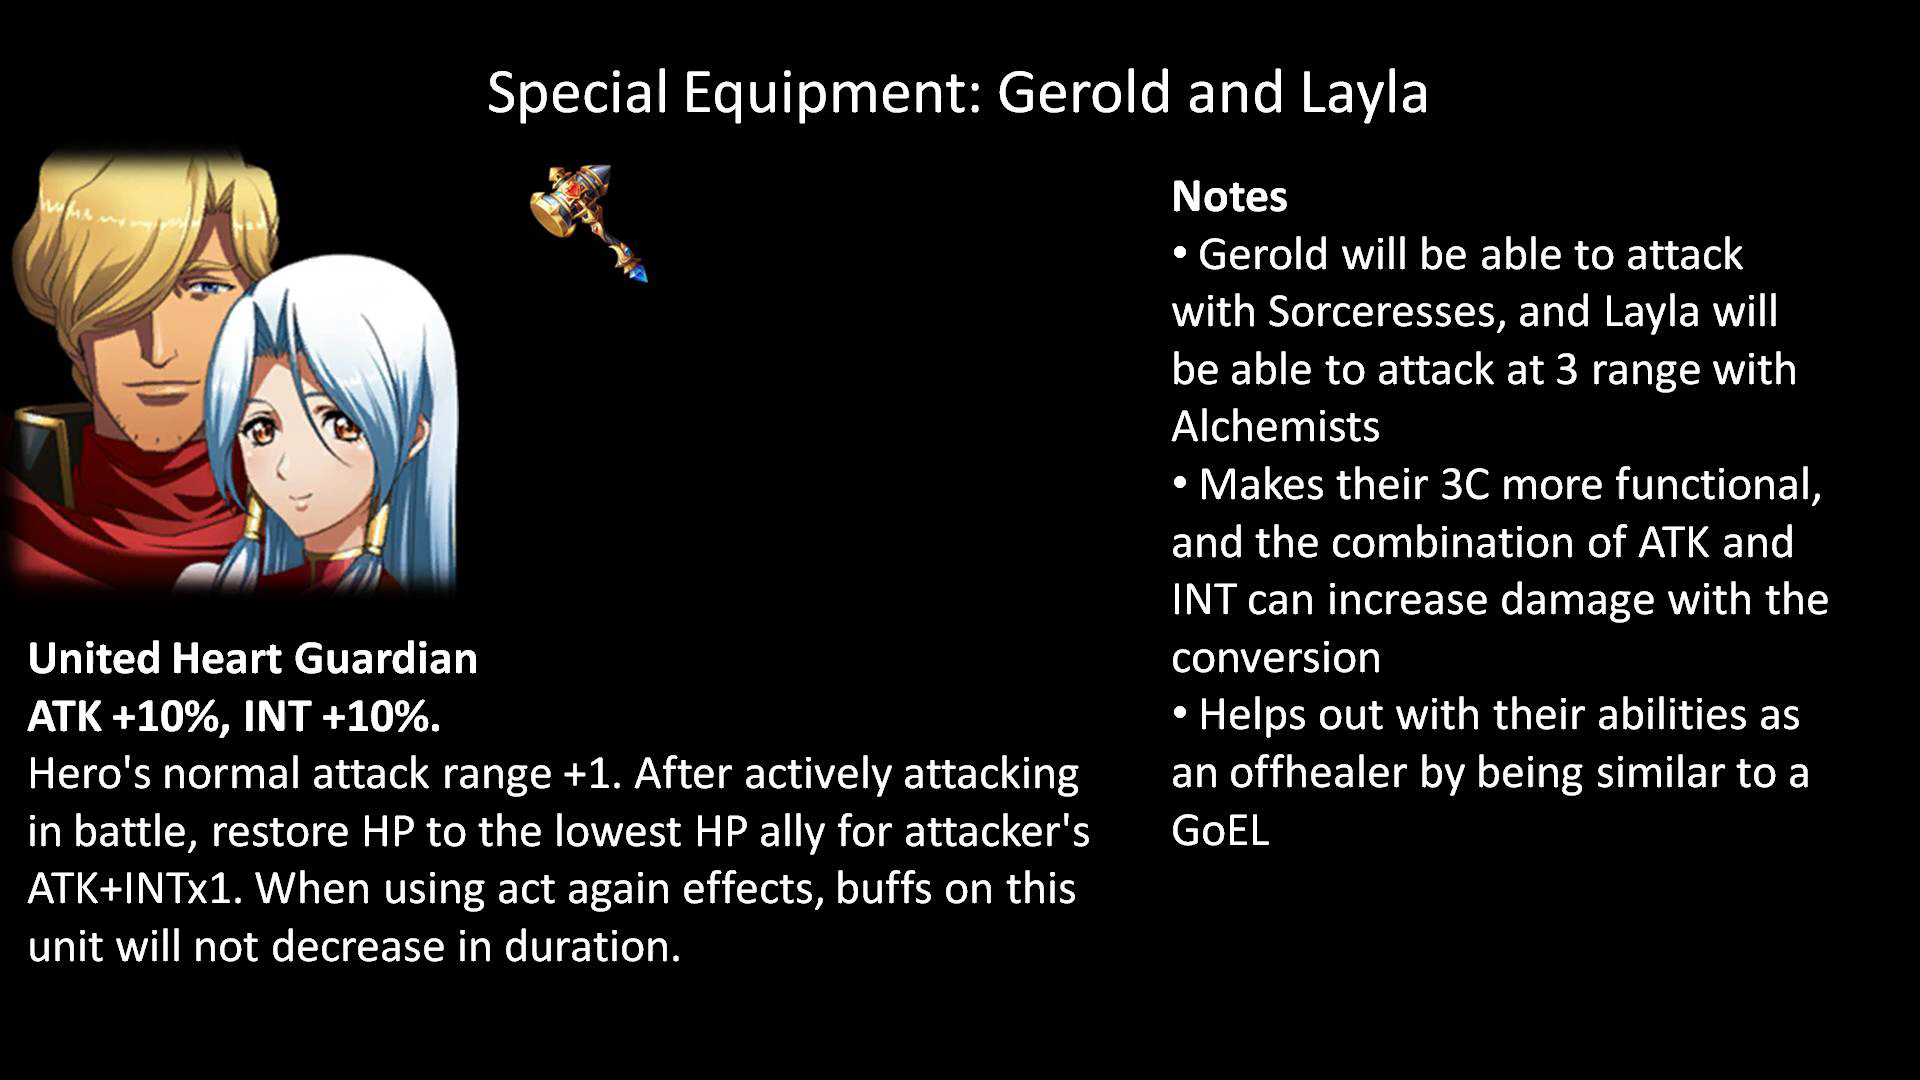 Special Equipment: Gerold and Layla
United Heart Guardian
ATK +10%, INT +10%.
Hero's normal attack range +1. After actively attacking
in battle, restore HP to the lowest HP ally for attacker's
ATK+INTx1. When using act again effects, buffs on this
unit will not decrease in duration.
Notes
• Gerold will be able to attack
with Sorceresses, and Layla will
be able to attack at 3 range with
Alchemists
• Makes their 3C more functional,
and the combination of ATK and
INT can increase damage with the
conversion
• Helps out with their abilities as
an offhealer by being similar to a
GoEL